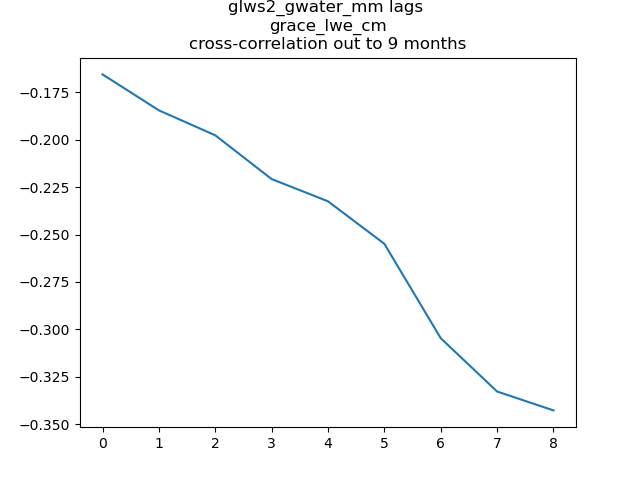 glws2_gwater_mm lags
grace_lwe_cm
cross-correlation out to 9 months
−0.175
−0.200
−0.225
−0.250
−0.275
−0.300
−0.325
−0.350
0 1 2 3 4 5 6 7 8